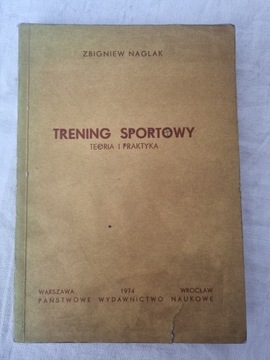 ZBIGNIEW NAGLAK
TRENING SPORTOWY
TEORIA I PRAKTYKA
WARSZAWA 1974 WROCŁAW
PAŃSTWOWE WYDAWNICTWO NAUKOWE